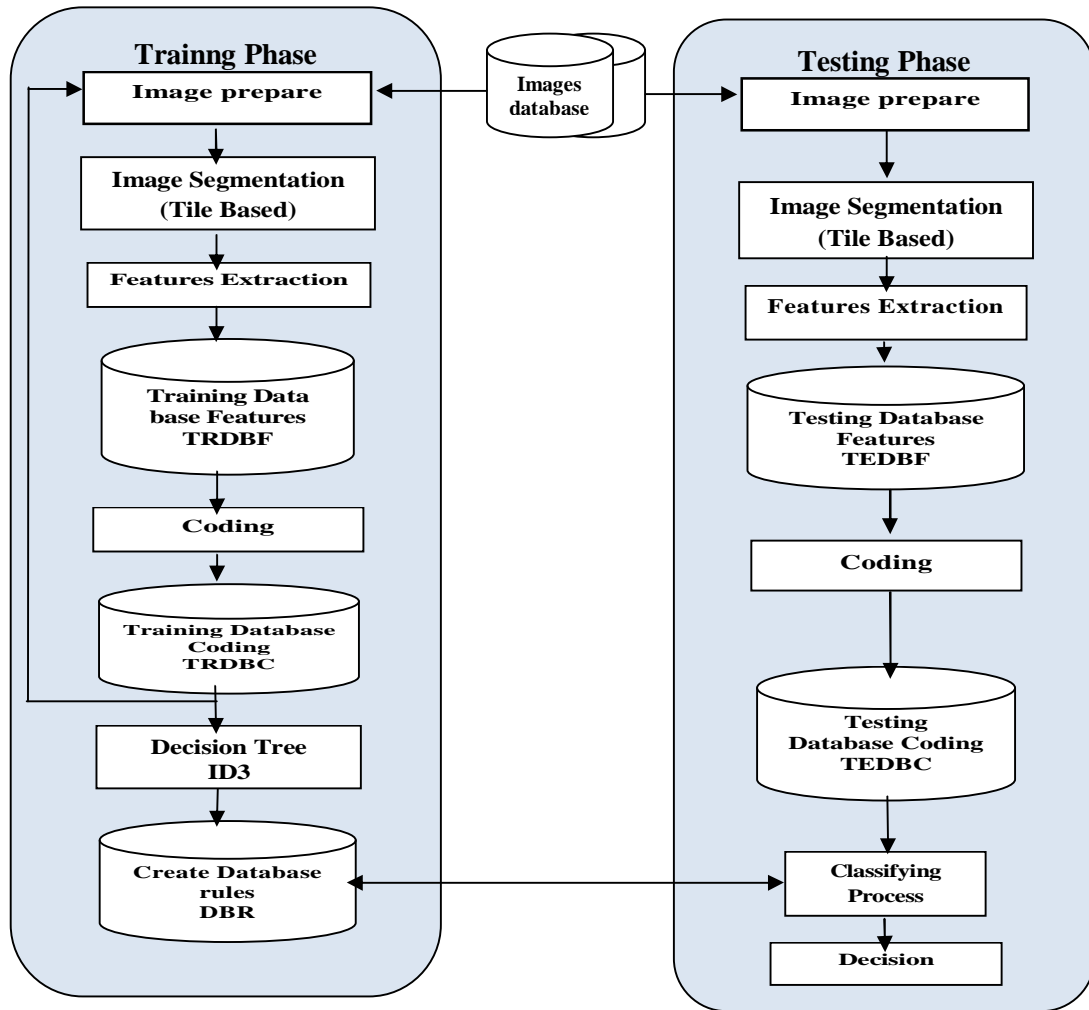 Trainng Phase
Image prepare
Image Segmentation
(Tile Based)
Features Extraction
Training Data
base Features
TRDBF
Coding
Training Database
Coding
TRDBC
Decision Tree
ID3
Create Database
rules
DBR
Images
database
Testing Phase
Image prepare
Image Segmentation
(Tile Based)
Features Extraction
Testing Database
Features
TEDBF
Coding
Testing
Database Coding
TEDBC
Classifying
Process
Decision